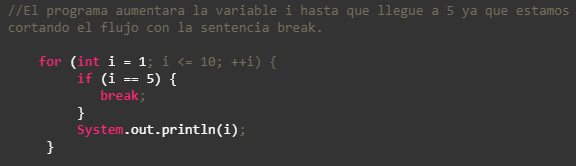 //El programa aumentara la variable i hasta que llegue a 5 ya que estamos
cortando el flujo con la sentencia break.
for (int i = 1; i <= 10; ++i) {
if (i == 5) {
break;
}
System.out.println(i);
}